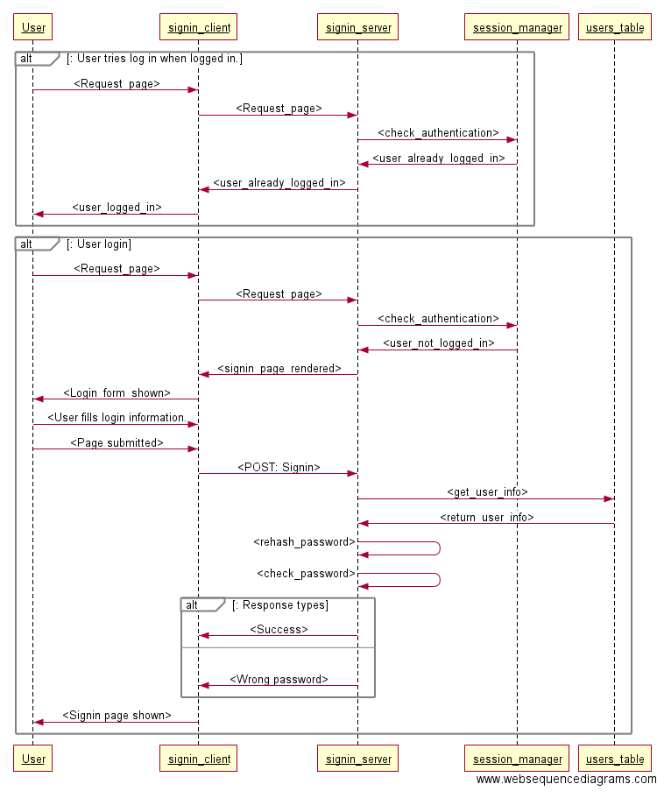 User signin_client signin_server session_manager users_table
alt [: User tries log in when logged in.]
<Request_page>
<Request_page>
<check_authentication>
<user_already_logged_in>
<user_already_logged_in>
<user_logged_in>
alt [: User login]
<Request_page>
<Request_page>
<check_authentication>
<user_not_logged_in>
<signin_page_rendered>
<Login_form_shown>
<User fills login information.
<Page submitted>
<POST: Signin>
<get_user_info>
<return_user_info>
<rehash_password>
<check_password>
alt [: Response types]
<Success>
<Wrong password>
<Signin page shown>
User signin_client signin_server session_manager users_table
www.websequencediagrams.com